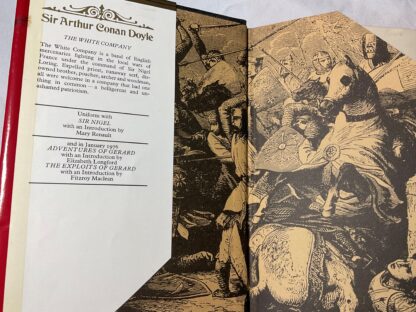 Sir Arthur Conan Doyle
THE WHITE COMPANY
The White Company is a band of English
mercenaries fighting in the local wars of
France under the command of Sir Nigel
Loring. Expelled priest, runaway serf, dis-
owned brother, poacher, archer and woodman,
all were welcome in a company that had one
thing in common – a belligerent and un-
ashamed patriotism.
Uniform with
SIR NIGEL
with an Introduction by
Mary Renault
and in January 1976
ADVENTURES OF GERARD
with an Introduction by
Elizabeth Longford
THE EXPLOITS OF GERARD
with an Introduction by
Fitzroy Maclean